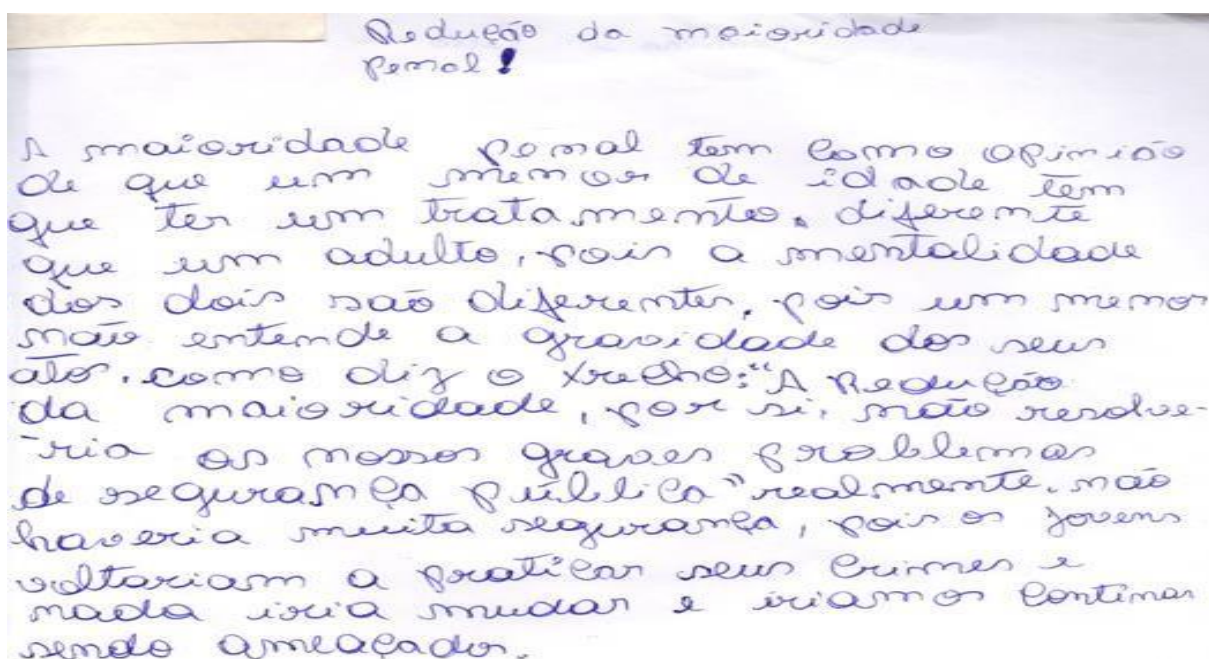 Redução da maioridade
penal!
A maioridade penal tem como opinião
de que um menor de idade tem
que ter um tratamento. diferente
que um adulto, pois a mentalidade
dos dois saõ diferentes, pois um menor
não entende a gravidade dos seus
atos. como diz o trecho: "A Redução
da maioridade, por si, não resolve-
-ria os nossos graves problemas
de segurança pública" realmente. não
haveria muita segurança, pois os jovens
voltariam a praticar seus crimes e
nada iria mudar e iriamos continar
sendo ameaçados.